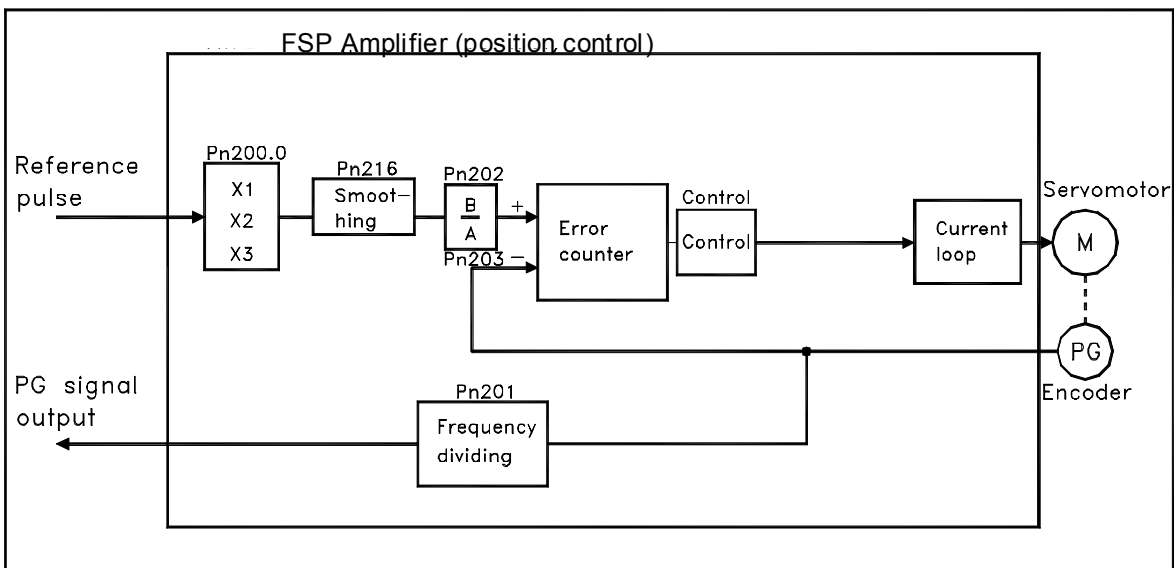 FSP Amplifier (position control)
Reference
pulse
Pn200.0
X1
X2
X3
Pn216
Smoot-
hing
Pn202
B
A
Pn203
+
-
Error
counter
Control
Control
Current
loop
Servomotor
M
PG
Encoder
PG signal
output
Pn201
Frequency
dividing